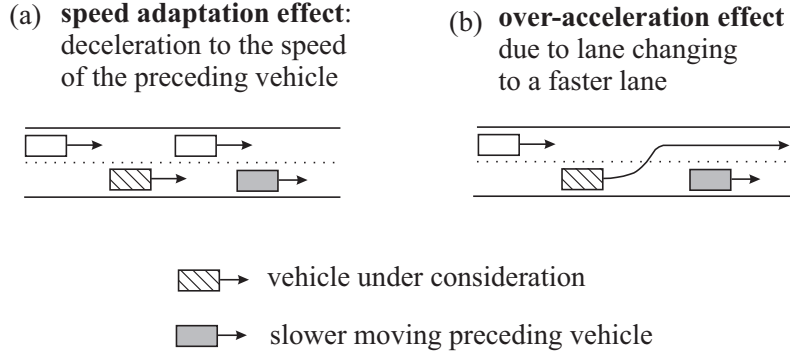 (a) speed adaptation effect:
deceleration to the speed
of the preceding vehicle
(b) over-acceleration effect
due to lane changing
to a faster lane
vehicle under consideration
slower moving preceding vehicle